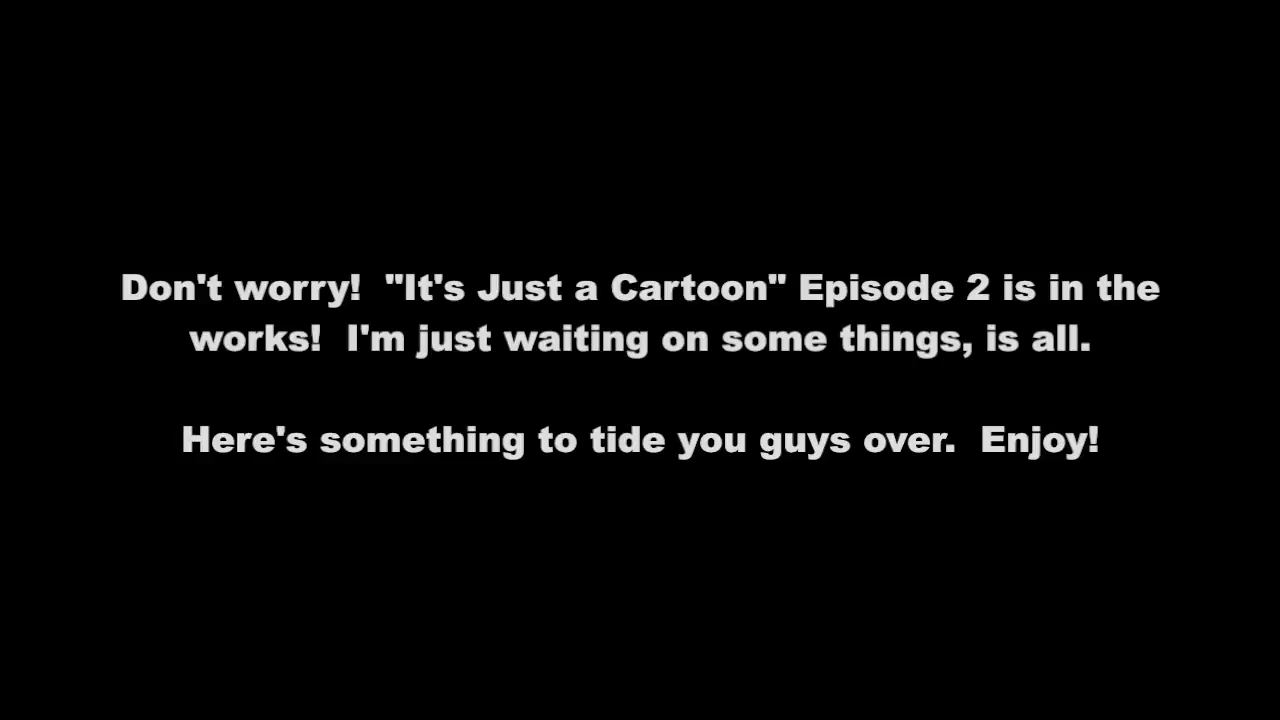 Don't worry!  "It's Just a Cartoon" Episode 2 is in the
works!  I'm just waiting on some things, is all.
Here's something to tide you guys over.  Enjoy!